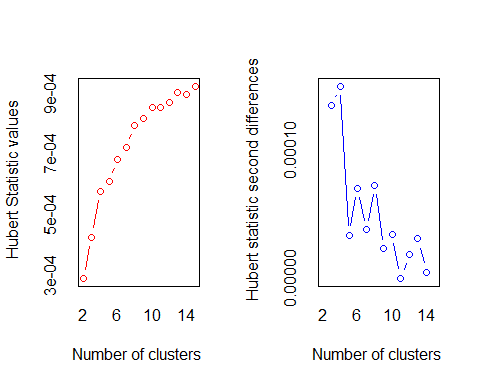 Hubert Statistic values
9e-04
7e-04
5e-04
3e-04
2 6 10 14
Number of clusters
Hubert statistic second differences
0.00010
0.00000
2 6 10 14
Number of clusters